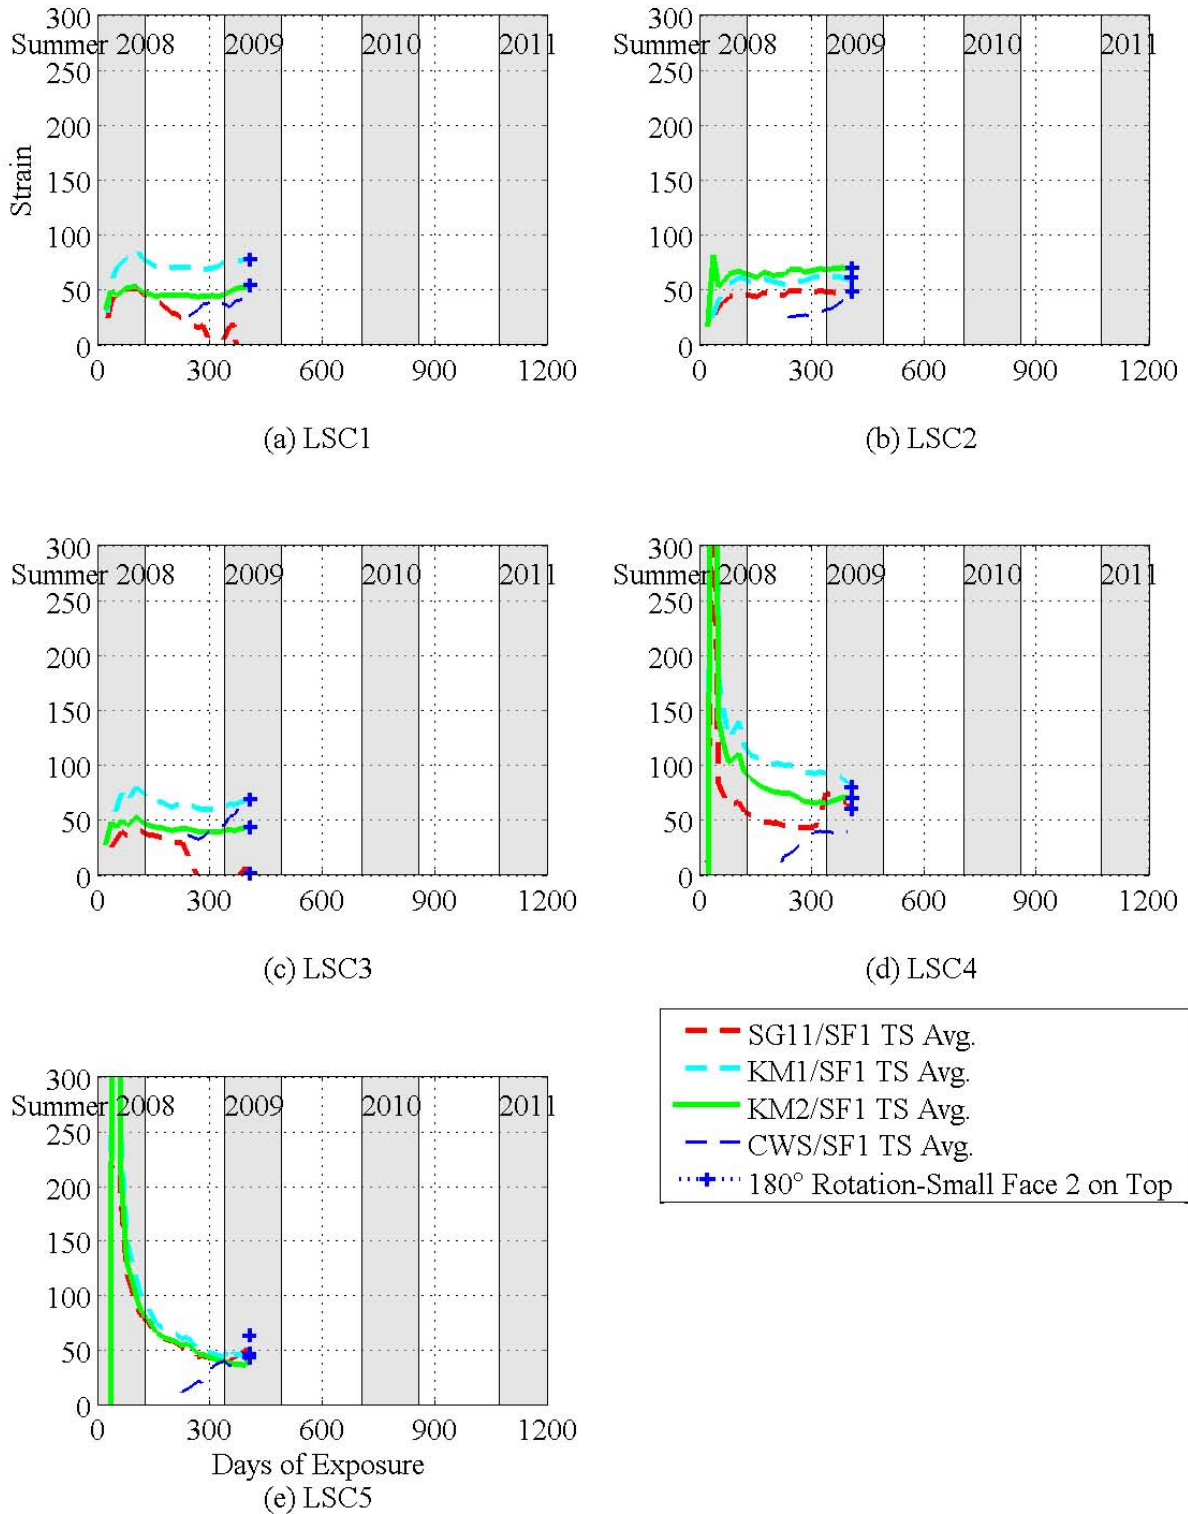 300
Summer 2008 2009 2010 2011
250
200
150
100
50
0
Strain
0 300 600 900 1200
(a) LSC1
300
Summer 2008 2009 2010 2011
250
200
150
100
50
0
0 300 600 900 1200
(b) LSC2
300
Summer 2008 2009 2010 2011
250
200
150
100
50
0
0 300 600 900 1200
(c) LSC3
300
Summer 2008 2009 2010 2011
250
200
150
100
50
0
0 300 600 900 1200
(d) LSC4
300
Summer 2008 2009 2010 2011
250
200
150
100
50
0
0 300 600 900 1200
Days of Exposure
(e) LSC5
SG11/SF1 TS Avg.
KM1/SF1 TS Avg.
KM2/SF1 TS Avg.
CWS/SF1 TS Avg.
180° Rotation-Small Face 2 on Top